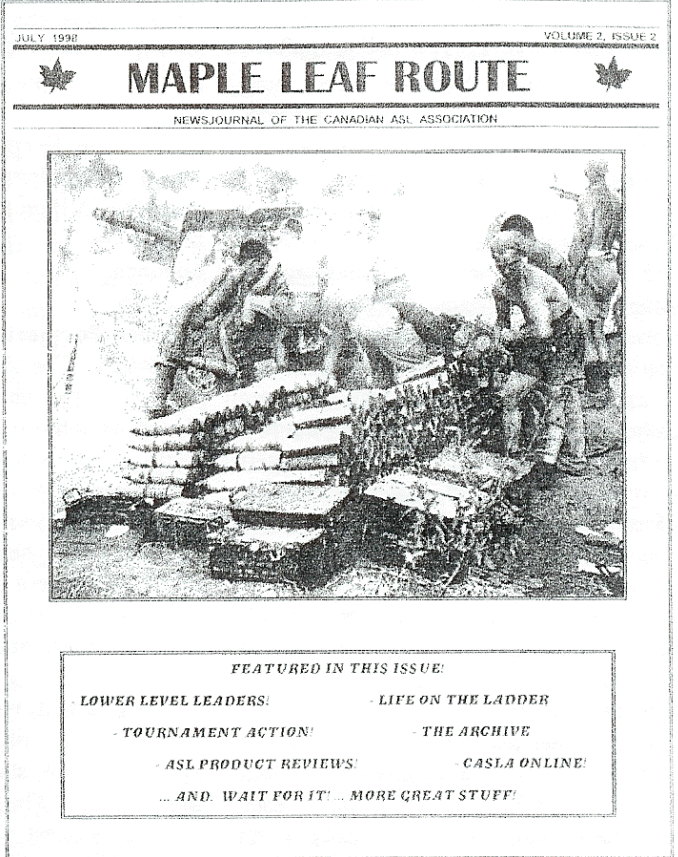 JULY 1998 VOLUME 2, ISSUE 2
MAPLE LEAF ROUTE
NEWSJOURNAL OF THE CANADIAN ASL ASSOCIATION
FEATURED IN THIS ISSUE!
- LOWER LEVEL LEADERS! - LIFE ON THE LADDER
- TOURNAMENT ACTION! - THE ARCHIVE
- ASL PRODUCT REVIEWS! - CASLA ONLINE!
... AND, WAIT FOR IT! ... MORE GREAT STUFF!